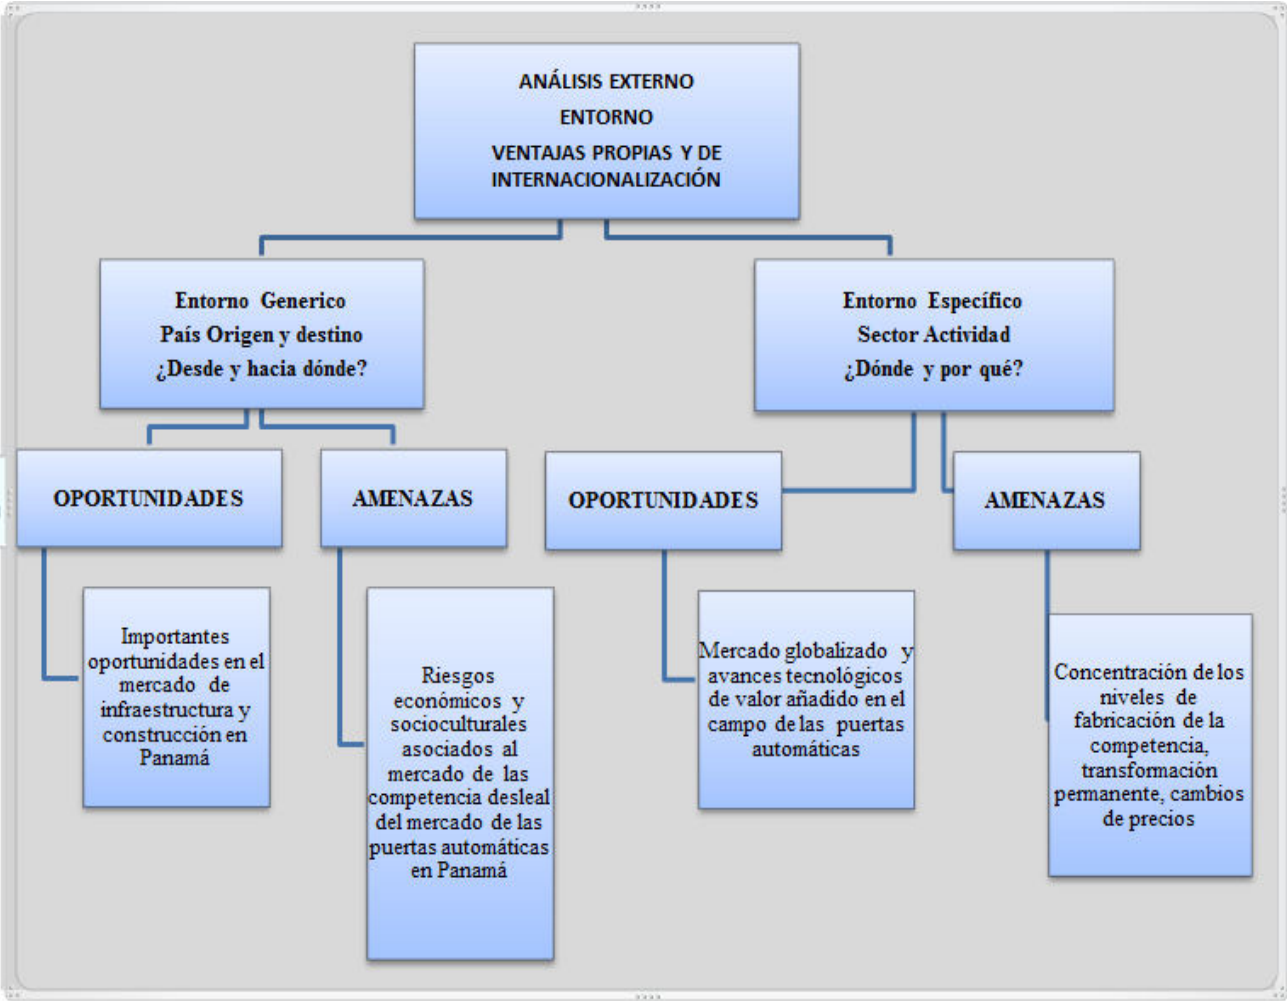 ANÁLISIS EXTERNO
ENTORNO
VENTAJAS PROPIAS Y DE
INTERNACIONALIZACIÓN
Entorno Generico
País Origen y destino
¿Desde y hacia dónde?
Entorno Específico
Sector Actividad
¿Dónde y por qué?
OPORTUNIDADES
AMENAZAS
OPORTUNIDADES
AMENAZAS
Importantes
oportunidades en el
mercado de
infraestructura y
construcción en
Panamá
Riesgos
económicos y
socioculturales
asociados al
mercado de las
competencia desleal
del mercado de las
puertas automáticas
en Panamá
Mercado globalizado y
avances tecnológicos
de valor añadido en el
campo de las puertas
automáticas
Concentración de los
niveles de
fabricación de la
competencia,
transformación
permanente, cambios
de precios